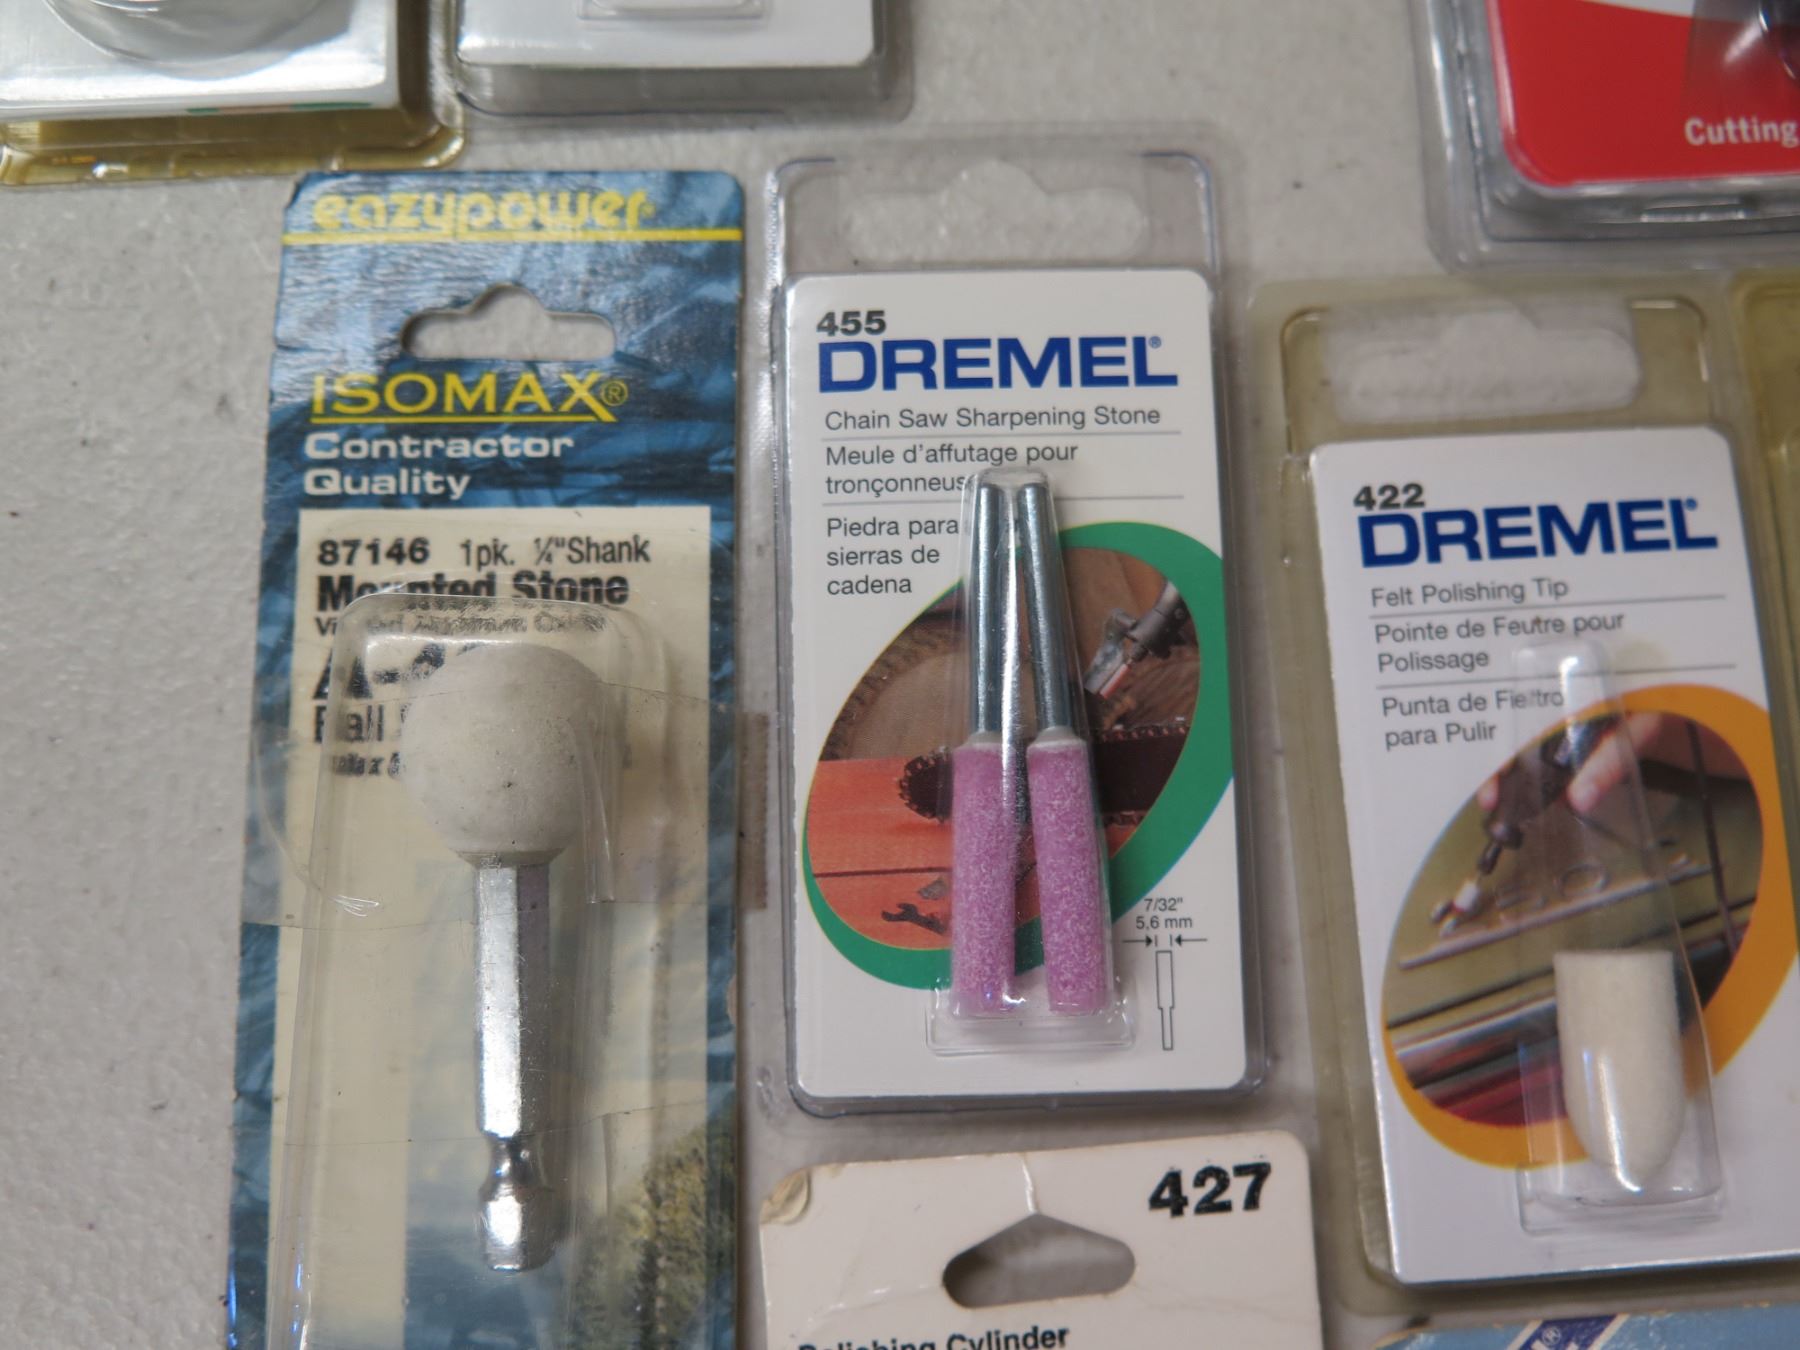 Cutting
eazypower
ISOMAX®
Contractor
Quality
87146 1pk. ¼"Shank
Mounted Stone
Ball
455
DREMEL®
Chain Saw Sharpening Stone
Meule d'affutage pour
tronçonneus
Piedra para
sierras de
cadena
7/32"
5,6 mm
422
DREMEL®
Felt Polishing Tip
Pointe de Feutre pour
Polissage
Punta de Fieltro
para Pulir
427
Polishing Cylinder
®